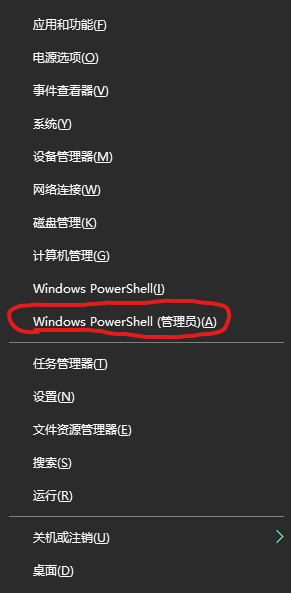 应用和功能(F)
电源选项(O)
事件查看器(V)
系统(Y)
设备管理器(M)
网络连接(W)
磁盘管理(K)
计算机管理(G)
Windows PowerShell(I)
Windows PowerShell (管理员)(A)
任务管理器(T)
设置(N)
文件资源管理器(E)
搜索(S)
运行(R)
关机或注销(U)
桌面(D)